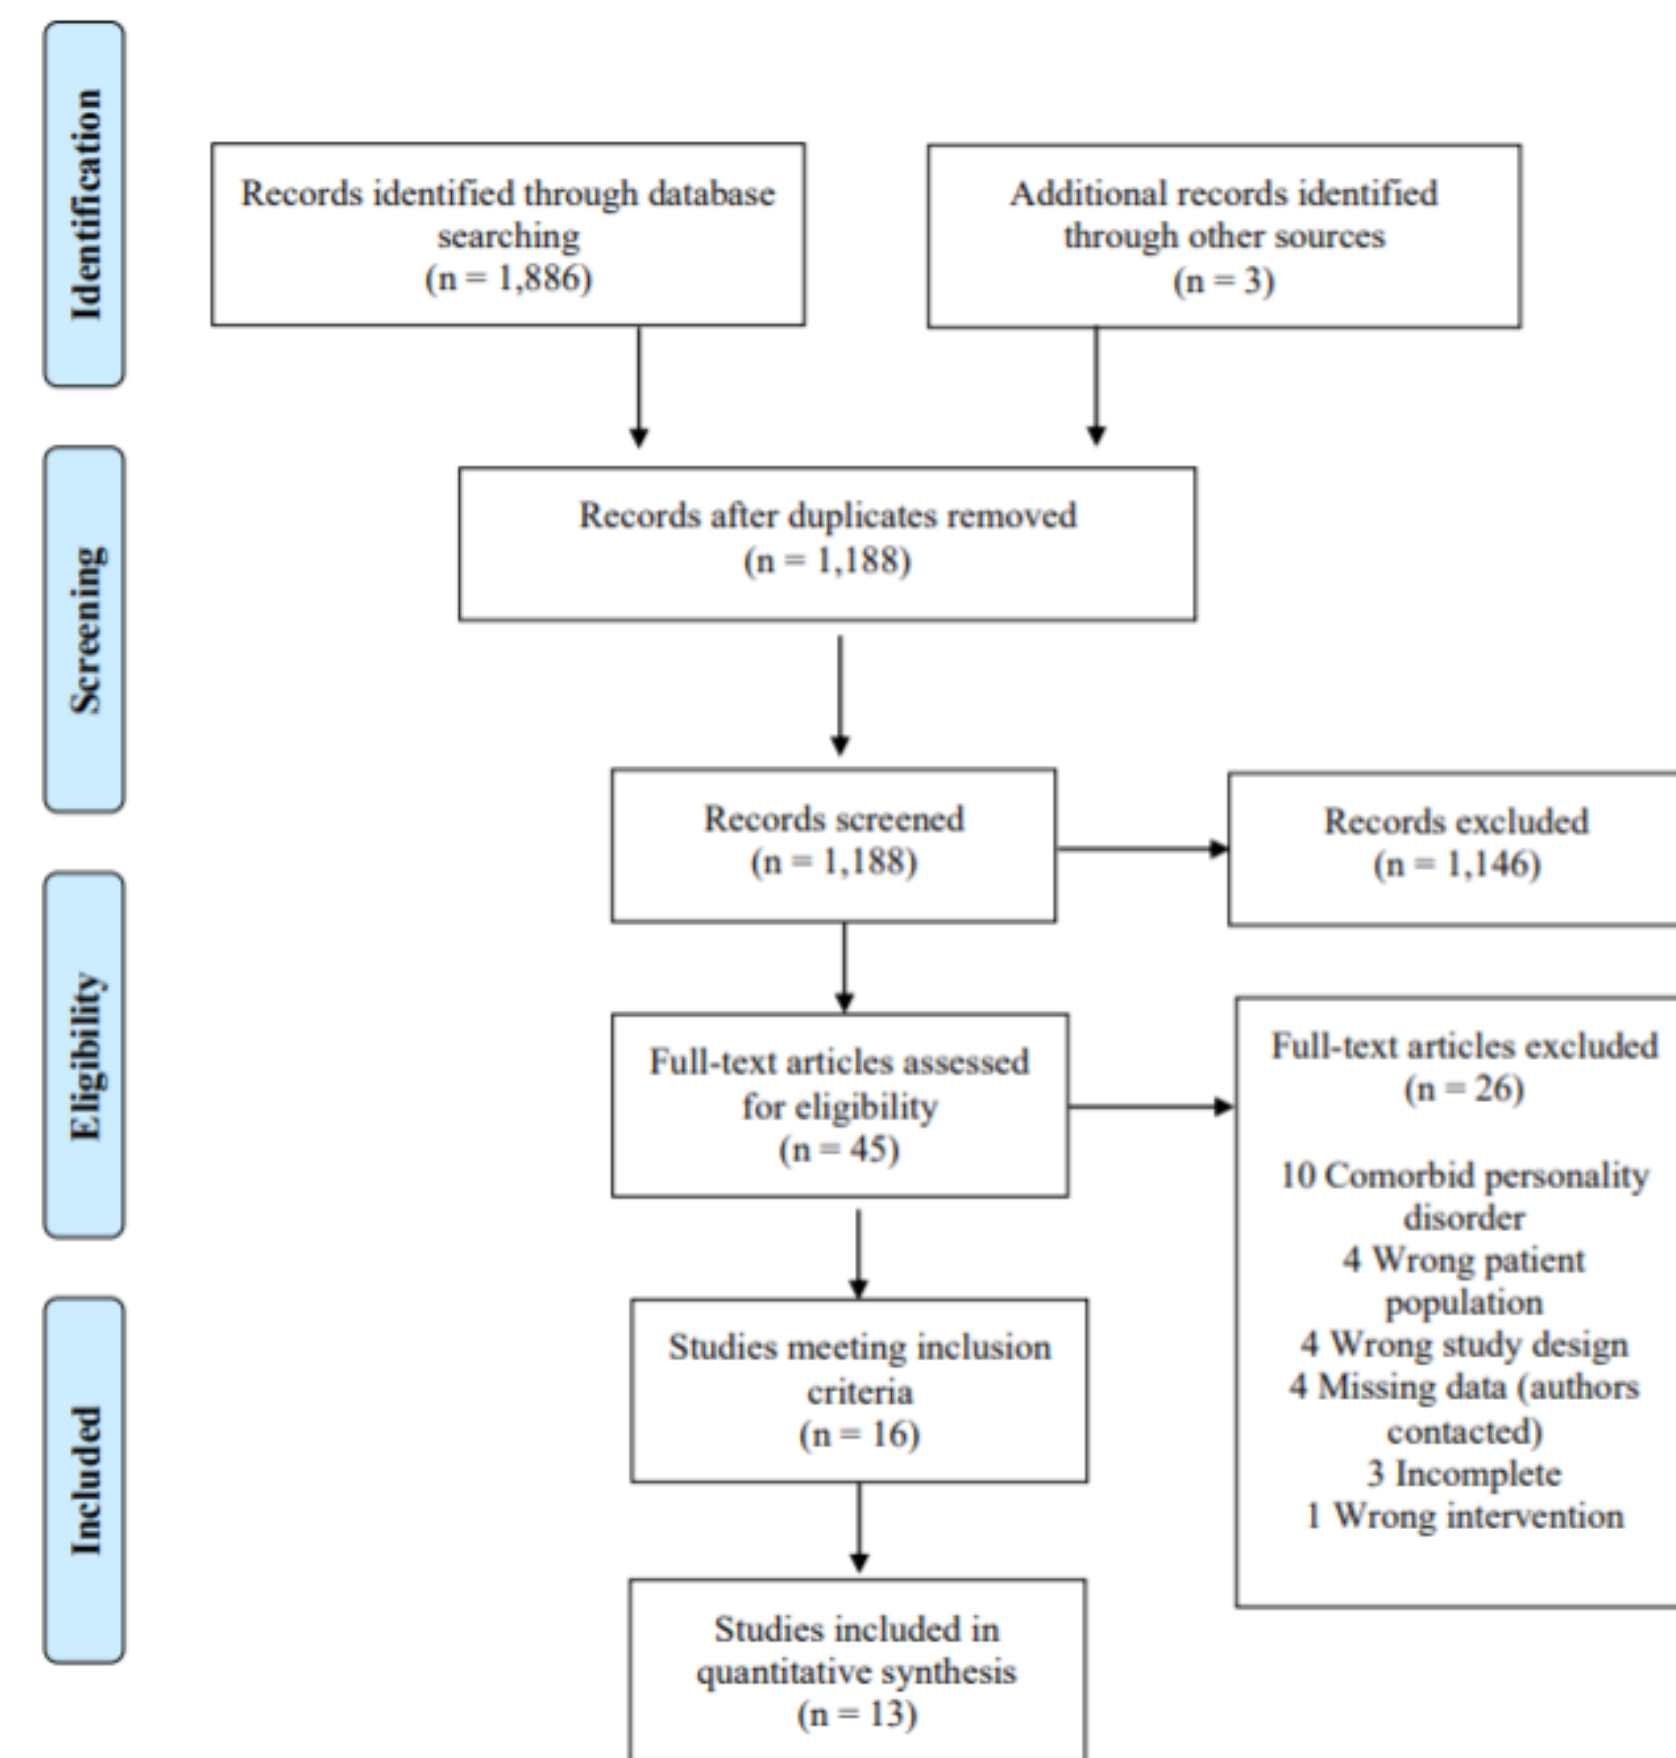 Identification
Records identified through database
searching
(n = 1,886)
Additional records identified
through other sources
(n = 3)
Screening
Records after duplicates removed
(n = 1,188)
Records screened
(n = 1,188)
Records excluded
(n = 1,146)
Eligibility
Full-text articles assessed
for eligibility
(n = 45)
Full-text articles excluded
(n = 26)
10 Comorbid personality
disorder
4 Wrong patient
population
4 Wrong study design
4 Missing data (authors
contacted)
3 Incomplete
1 Wrong intervention
Included
Studies meeting inclusion
criteria
(n = 16)
Studies included in
quantitative synthesis
(n = 13)